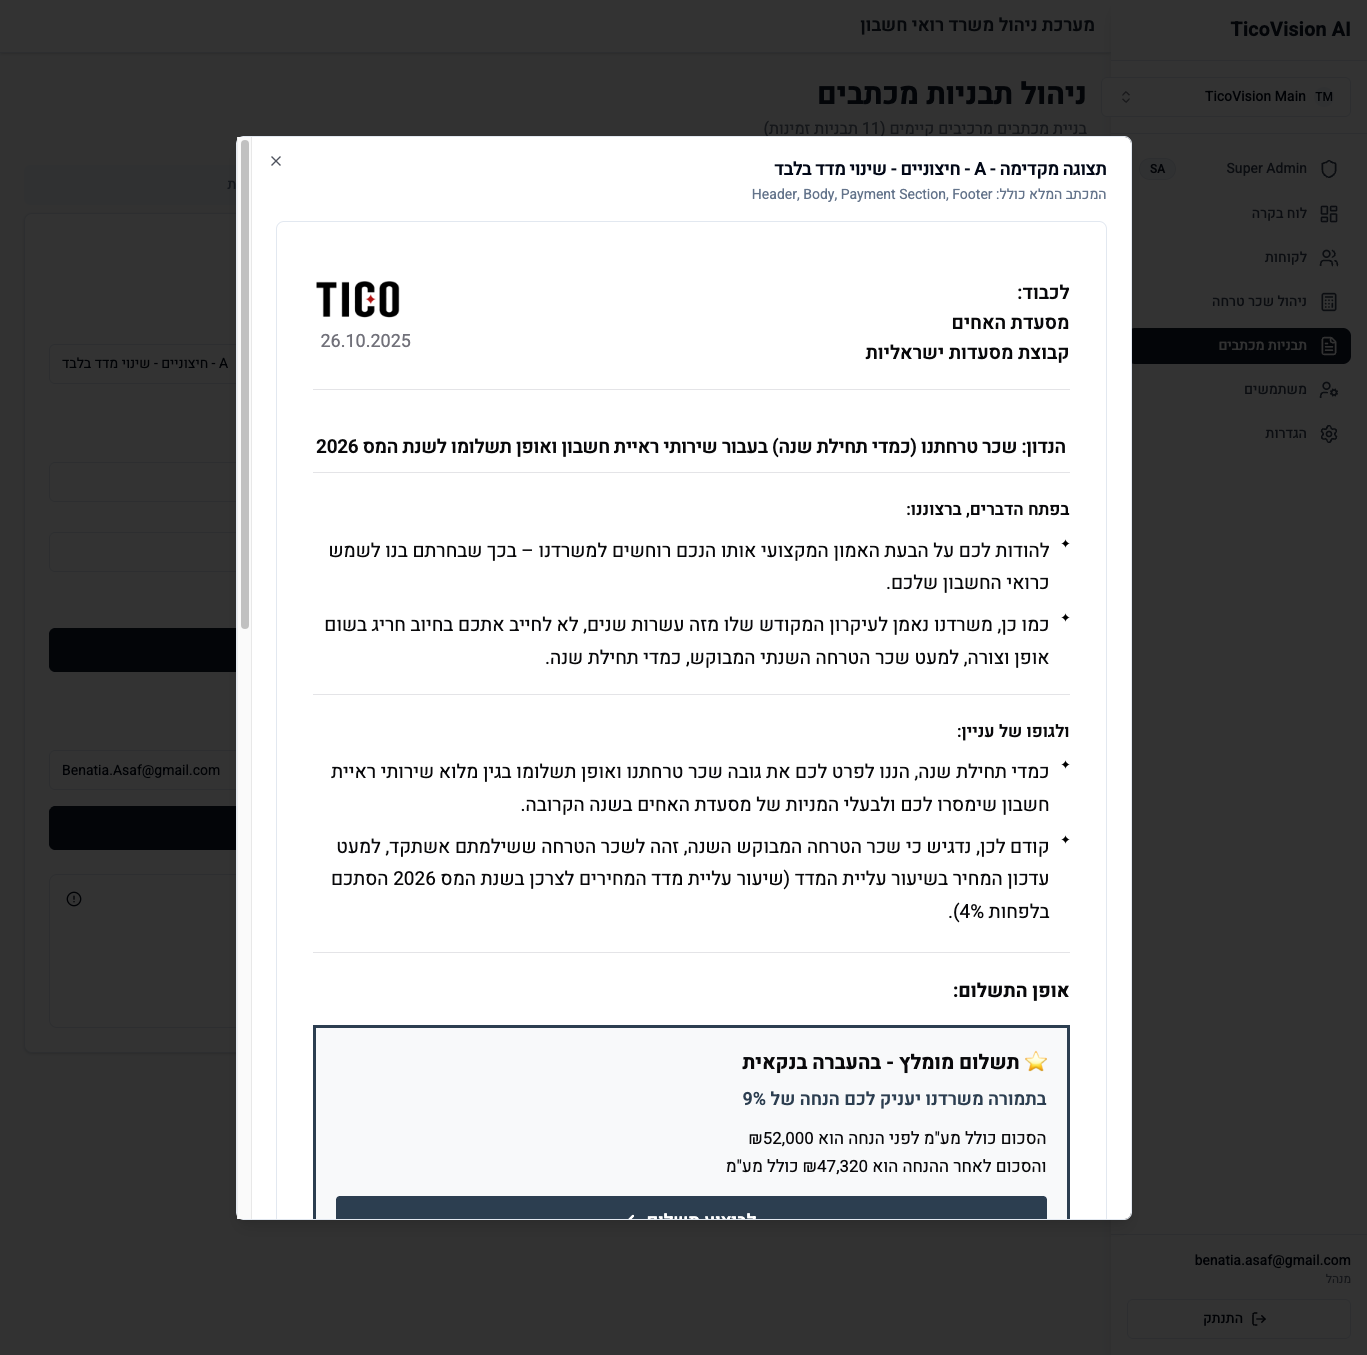 מערכת ניהול משרד רואי חשבון
TicoVision AI
ניהול תבניות מכתבים
בניית מכתבים מרכיבים קיימים (11 תבניות זמינות)
TM TicoVision Main
Super Admin SA
לוח בקרה
לקוחות
ניהול שכר טרחה
תבניות מכתבים
משתמשים
הגדרות
A - חיצוניים - שינוי מדד בלבד
Benatia.Asaf@gmail.com
תצוגה מקדימה - A - חיצוניים - שינוי מדד בלבד
המכתב המלא כולל: Header, Body, Payment Section, Footer
לכבוד:
מסעדת האחים
קבוצת מסעדות ישראליות
TICO
26.10.2025
הנדון: שכר טרחתנו (כמדי תחילת שנה) בעבור שירותי ראיית חשבון ואופן תשלומו לשנת המס 2026
בפתח הדברים, ברצוננו:
להודות לכם על הבעת האמון המקצועי אותו הנכם רוחשים למשרדנו – בכך שבחרתם בנו לשמש
כרואי החשבון שלכם.
כמו כן, משרדנו נאמן לעיקרון המקודש שלו מזה עשרות שנים, לא לחייב אתכם בחיוב חריג בשום
אופן וצורה, למעט שכר הטרחה השנתי המבוקש, כמדי תחילת שנה.
ולגופו של עניין:
כמדי תחילת שנה, הננו לפרט לכם את גובה שכר טרחתנו ואופן תשלומו בגין מלוא שירותי ראיית
חשבון שימסרו לכם ולבעלי המניות של מסעדת האחים בשנה הקרובה.
קודם לכן, נדגיש כי שכר הטרחה המבוקש השנה, זהה לשכר הטרחה ששילמתם אשתקד, למעט
עדכון המחיר בשיעור עליית המדד (שיעור עליית מדד המחירים לצרכן בשנת המס 2026 הסתכם
בלפחות 4%).
אופן התשלום:
⭐ תשלום מומלץ - בהעברה בנקאית
בתמורה משרדנו יעניק לכם הנחה של 9%
הסכום כולל מע"מ לפני הנחה הוא ₪52,000
והסכום לאחר ההנחה הוא ₪47,320 כולל מע"מ
benatia.asaf@gmail.com
מנהל
התנתק